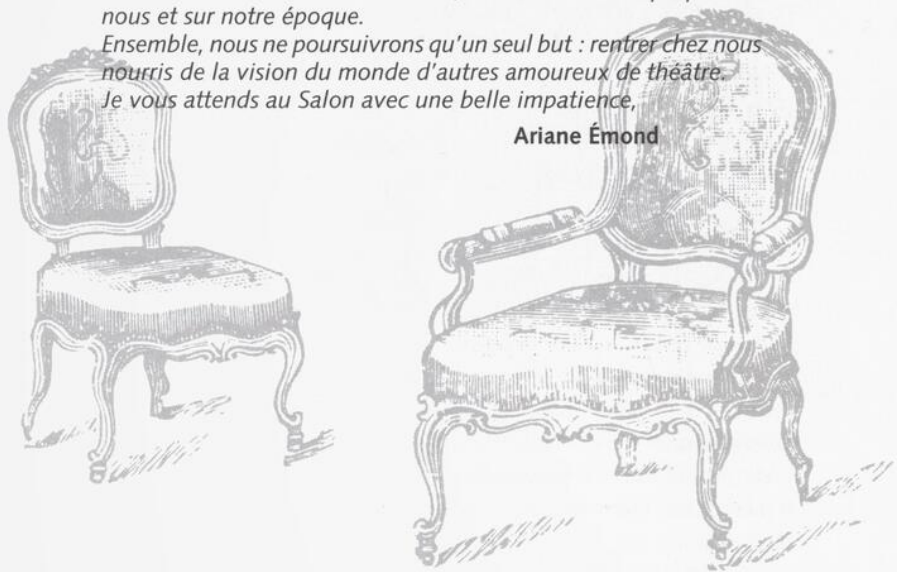 nous et sur notre époque.
Ensemble, nous ne poursuivrons qu'un seul but : rentrer chez nous
nourris de la vision du monde d'autres amoureux de théâtre.
Je vous attends au Salon avec une belle impatience,
Ariane Émond